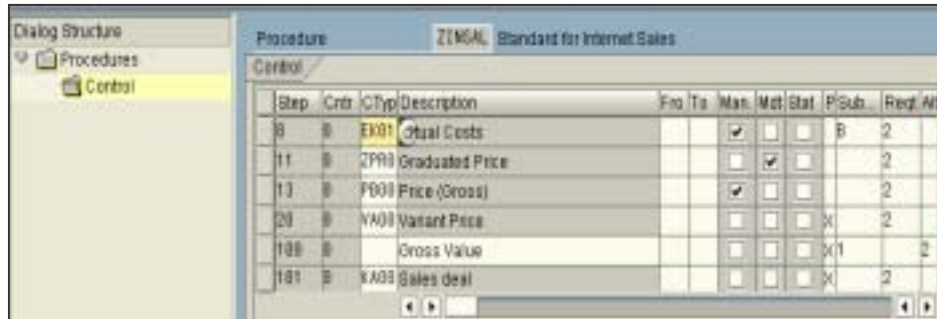 Dialog Structure
Procedures
Control
Procedure ZINSAL Standard for Internet Sales
Control
Step Cntr CTyp Description Fro To Man. Mdt Stat P Sub... Reqt Alt
8 0 EK01 Actual Costs B 2
11 0 ZPR0 Graduated Price 2
13 0 PB00 Price (Gross) 2
20 0 VA00 Variant Price X 2
100 0 Gross Value X 1 2
101 0 KA00 Sales deal X 2